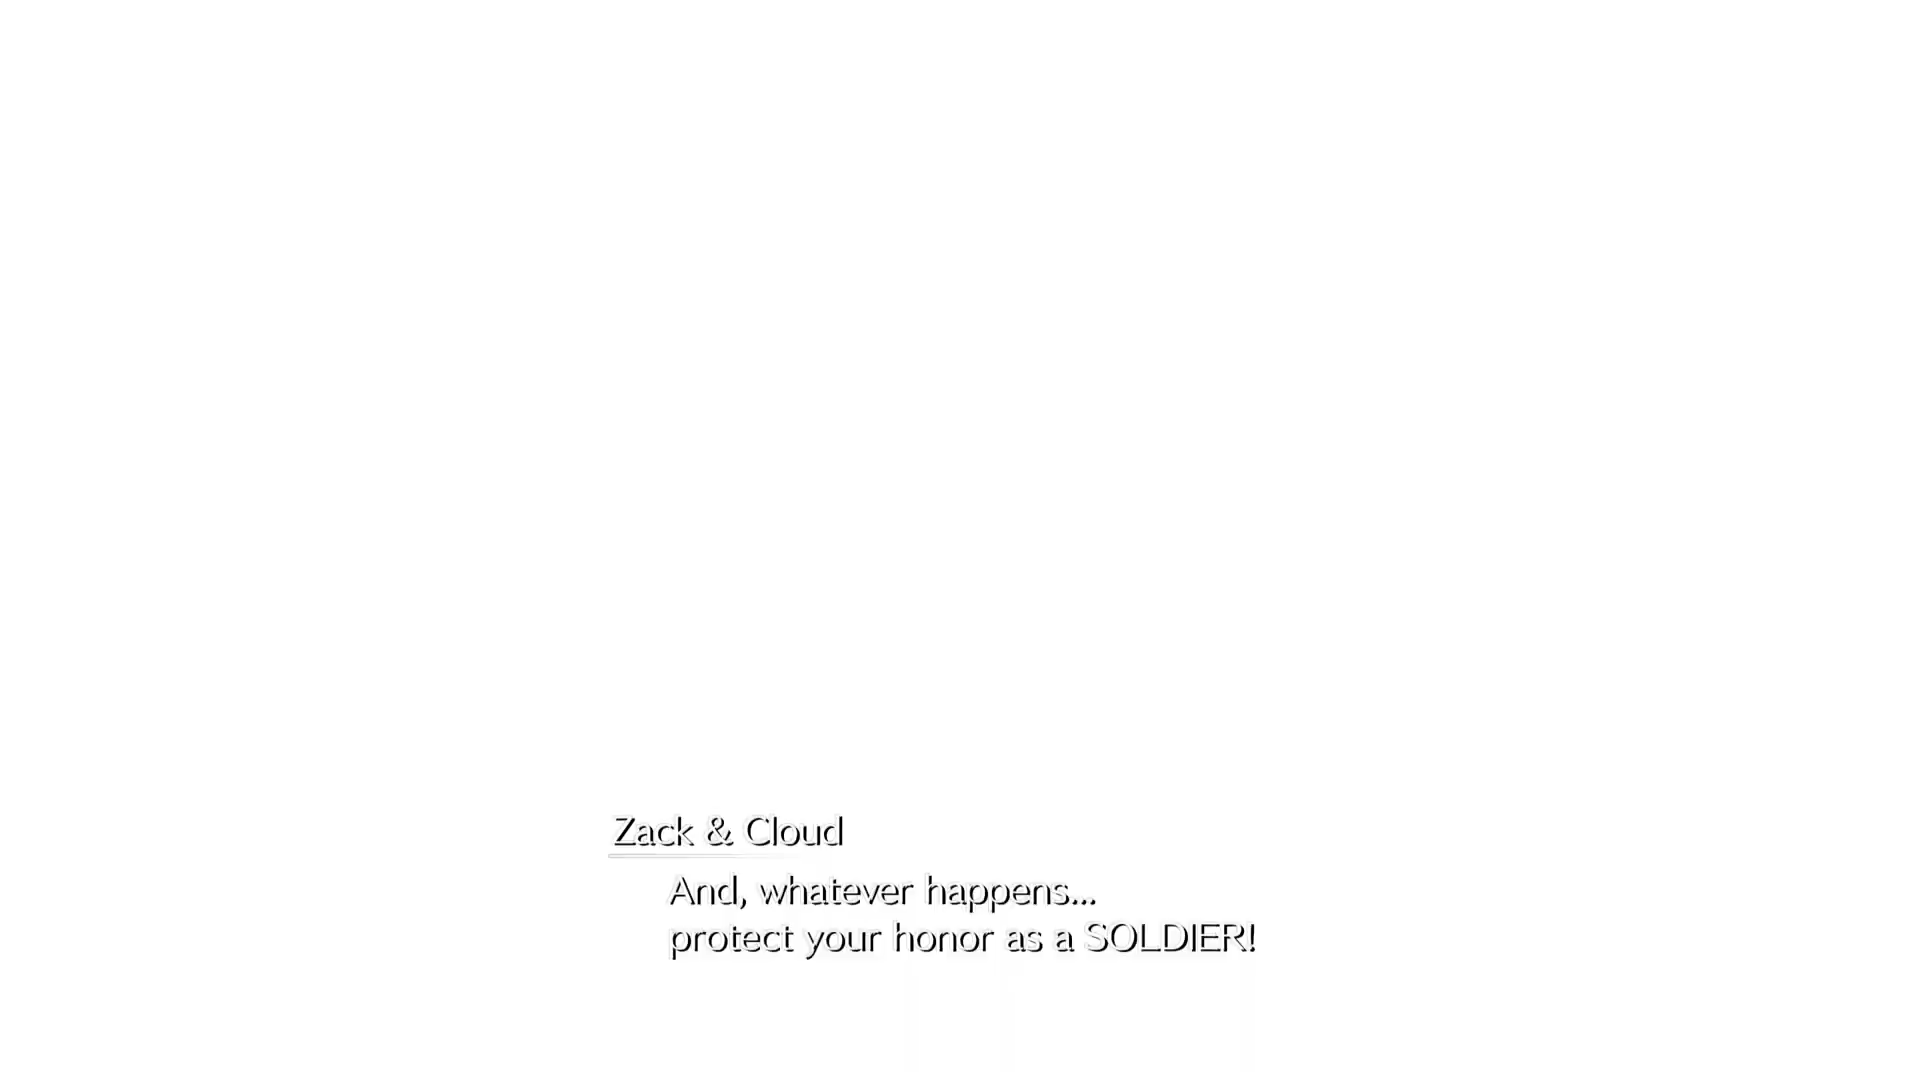 Zack & Cloud
And, whatever happens...
protect your honor as a SOLDIER!